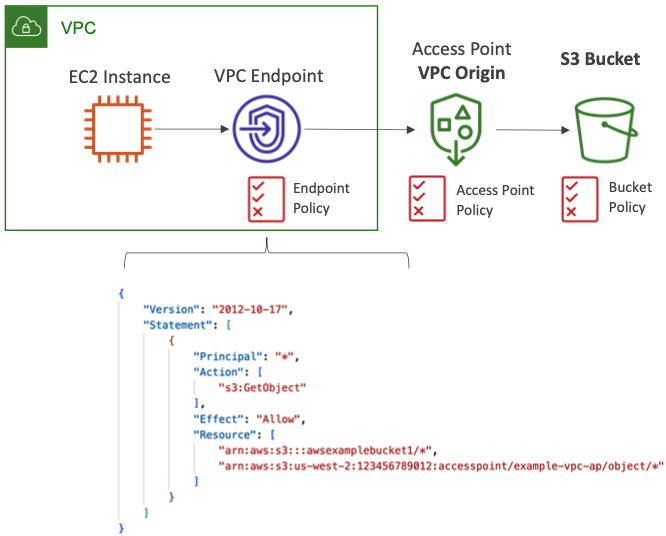 VPC
EC2 Instance
VPC Endpoint
Access Point
VPC Origin
S3 Bucket
Endpoint
Policy
Access Point
Policy
Bucket
Policy
{
"Version": "2012-10-17",
"Statement": [
{
"Principal": "*",
"Action": [
"s3:GetObject"
],
"Effect": "Allow",
"Resource": [
"arn:aws:s3:::awsexamplebucket1/*",
"arn:aws:s3:us-west-2:123456789012:accesspoint/example-vpc-ap/object/*"
]
}
]
}